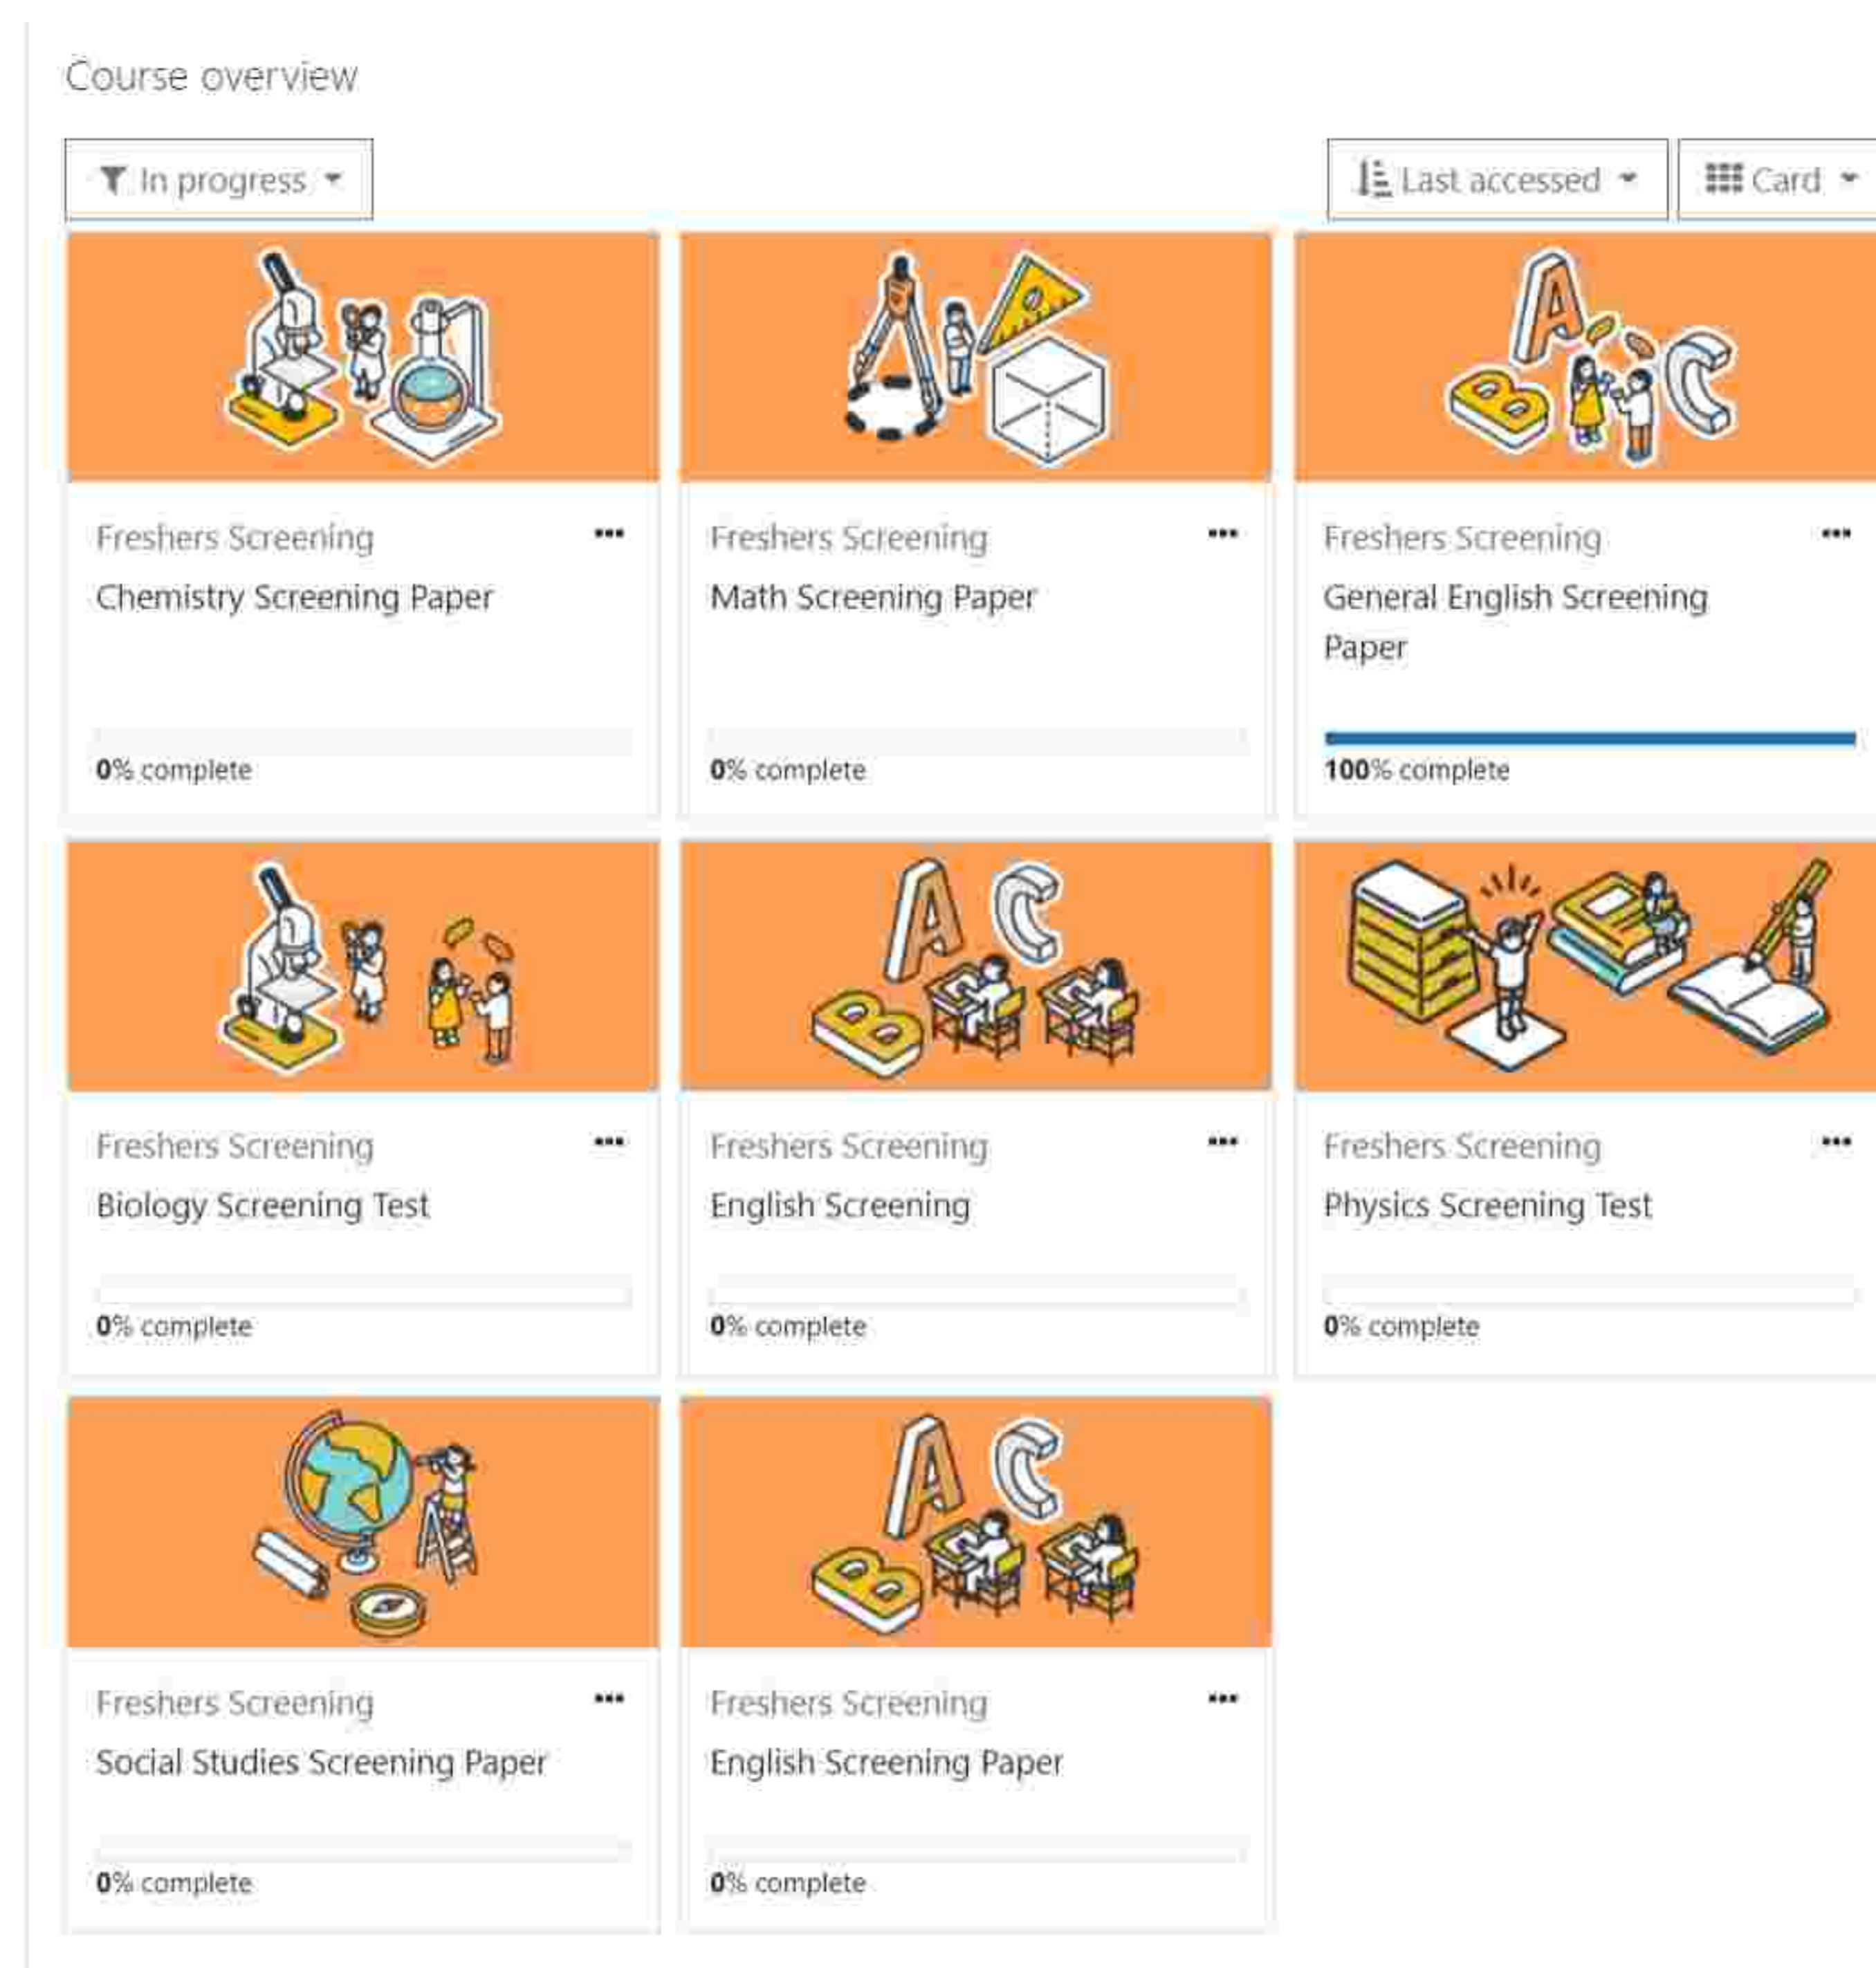 Course overview
In progress
Last accessed
Card
Freshers Screening
Chemistry Screening Paper
0% complete
Freshers Screening
Math Screening Paper
0% complete
Freshers Screening
General English Screening
Paper
100% complete
Freshers Screening
Biology Screening Test
0% complete
Freshers Screening
English Screening
0% complete
Freshers Screening
Physics Screening Test
0% complete
Freshers Screening
Social Studies Screening Paper
0% complete
Freshers Screening
English Screening Paper
0% complete